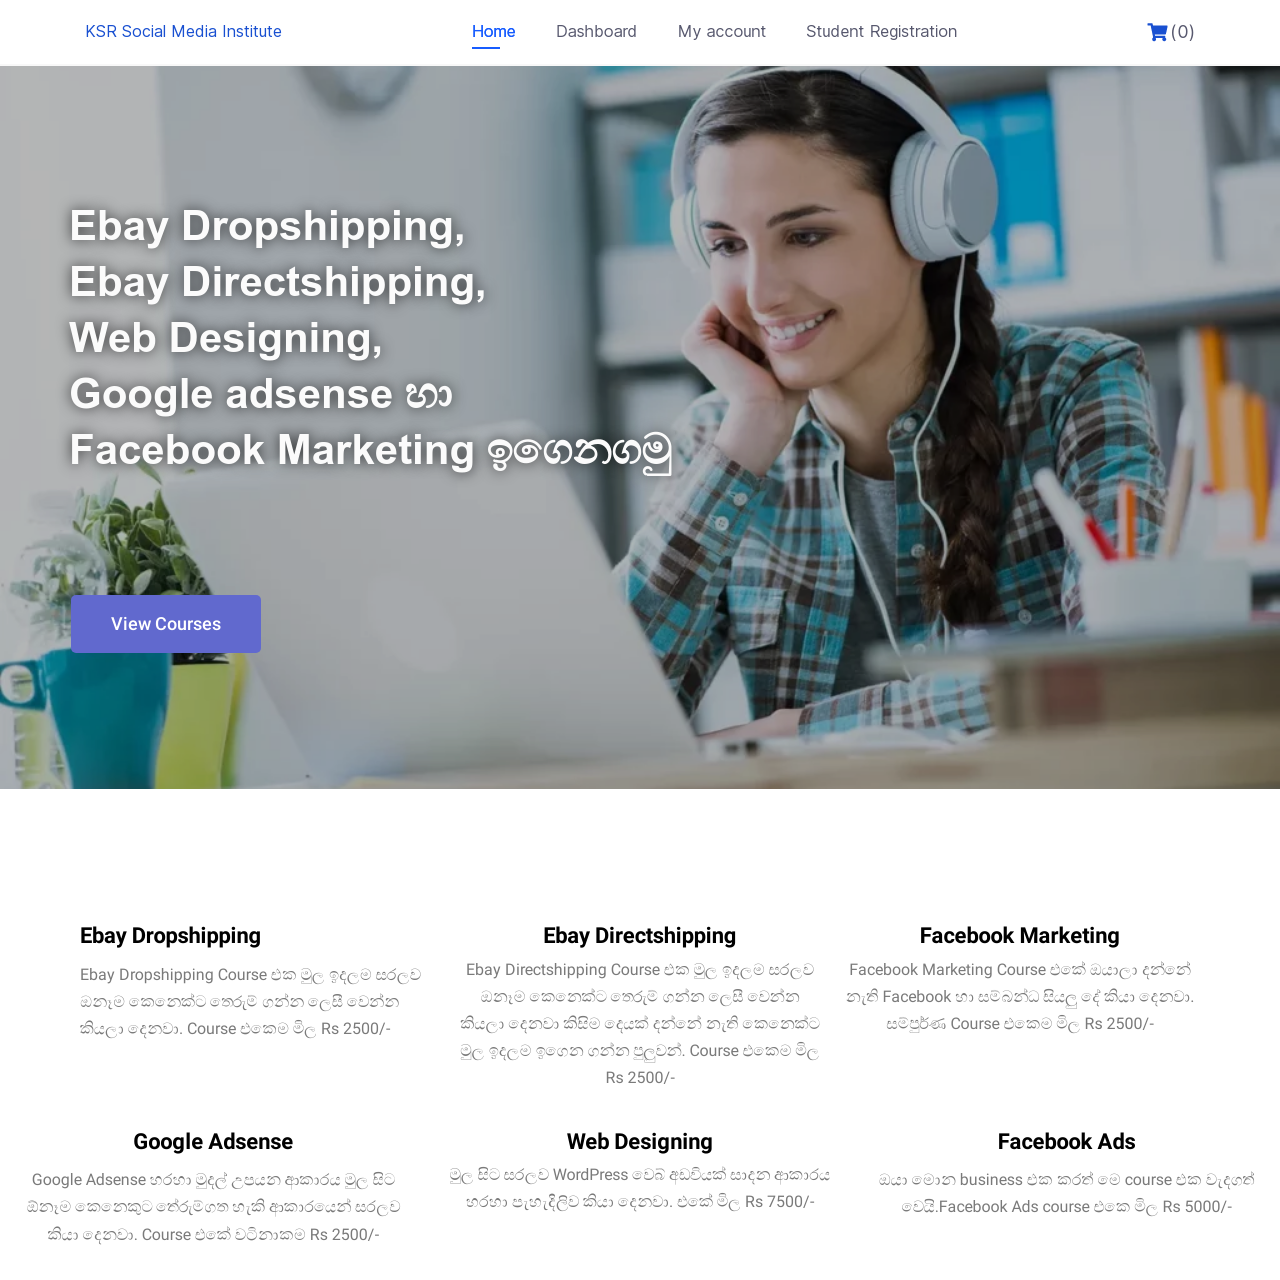 KSR Social Media Institute
Home
Dashboard
My account
Student Registration
(0)
Ebay Dropshipping,
Ebay Directshipping,
Web Designing,
Google adsense හා
Facebook Marketing ඉගෙනගමු
View Courses
Ebay Dropshipping
Ebay Dropshipping Course එක මුල ඉදලම සරලව
ඔනෑම කෙනෙක්ට තෙරුම් ගන්න ලෙසී වෙන්න
කියලා දෙනවා. Course එකෙම මිල Rs 2500/-
Ebay Directshipping
Ebay Directshipping Course එක මුල ඉදලම සරලව
ඔනෑම කෙනෙක්ට තෙරුම් ගන්න ලෙසී වෙන්න
කියලා දෙනවා කිසිම දෙයක් දන්නේ නැති කෙනෙක්ට
මුල ඉදලම ඉගෙන ගන්න පුලුවන්. Course එකෙම මිල
Rs 2500/-
Facebook Marketing
Facebook Marketing Course එකේ ඔයාලා දන්නේ
නැති Facebook හා සම්බන්ධ සියලු දේ කියා දෙනවා.
සම්පුර්ණ Course එකෙම මිල Rs 2500/-
Google Adsense
Google Adsense හරහා මුදල් උපයන ආකාරය මුල සිට
ඕනෑම කෙනෙකුට තේරුම්ගත හැකි ආකාරයෙන් සරලව
කියා දෙනවා. Course එකේ වටිනාකම Rs 2500/-
Web Designing
මුල සිට සරලව WordPress වෙබ් අඩවියක් සාදන ආකාරය
හරහා පැහැදීලිව කියා දෙනවා. එකේ මිල Rs 7500/-
Facebook Ads
ඔයා මොන business එක කරත් මෙ course එක වැදගත්
වෙයි.Facebook Ads course එකෙ මිල Rs 5000/-